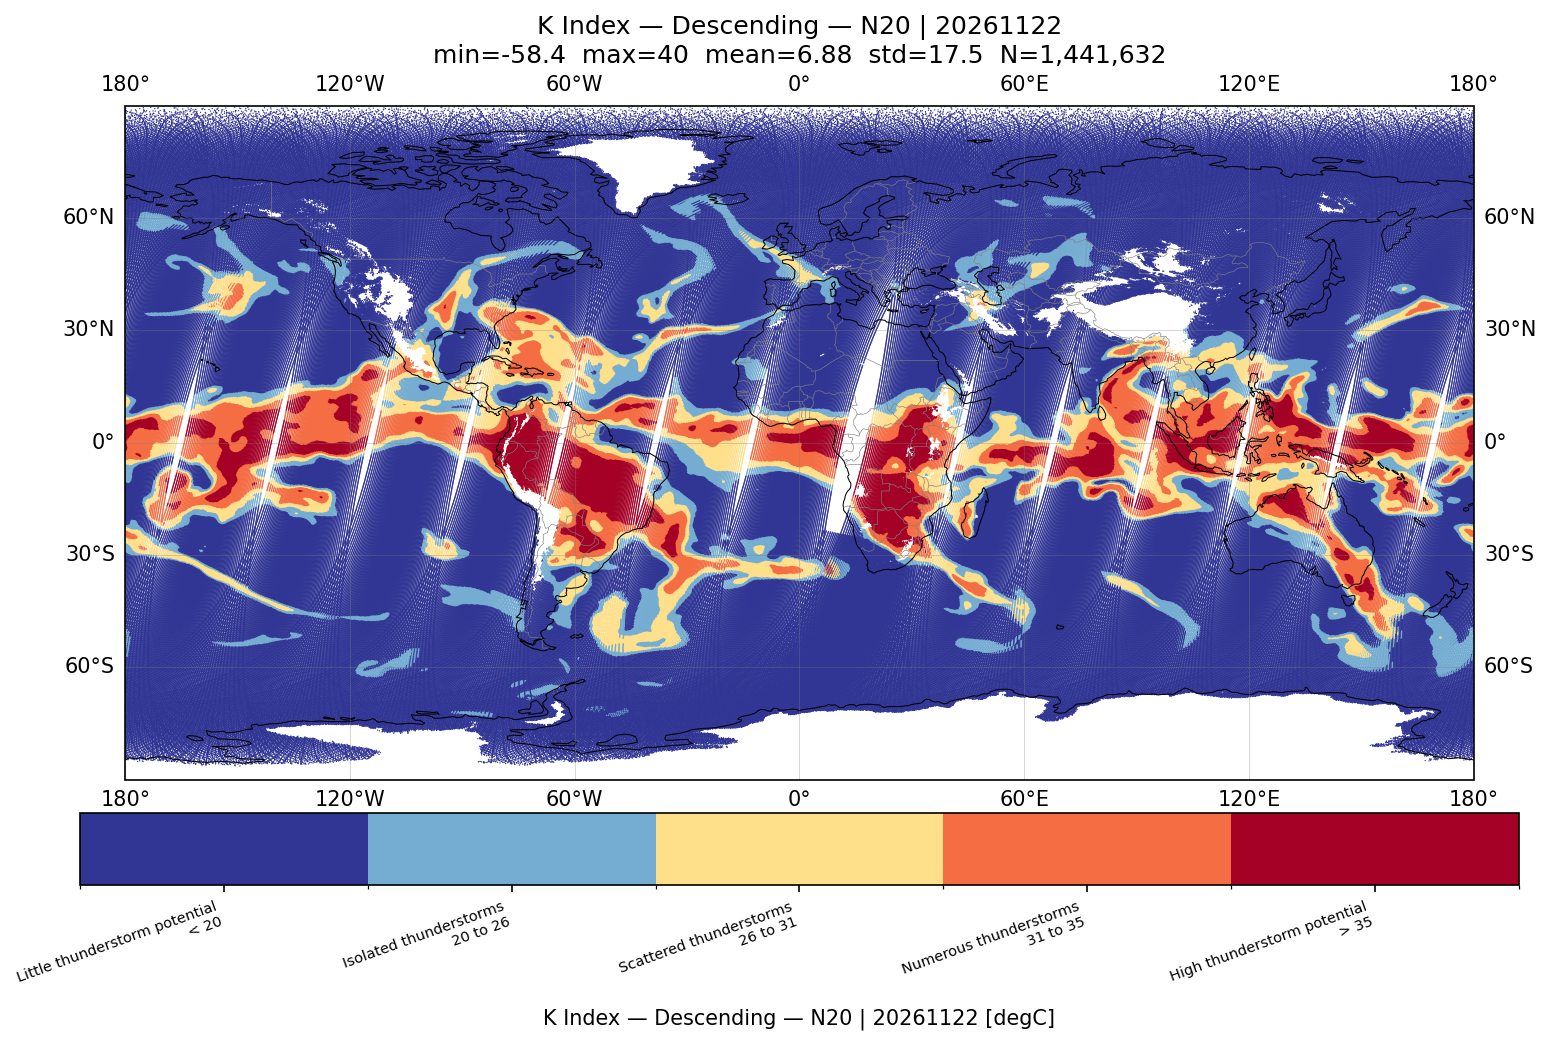 K Index — Descending — N20 | 20261122
min=-58.4  max=40  mean=6.88  std=17.5  N=1,441,632
180° 120°W 60°W 0° 60°E 120°E 180°
60°N 60°N
30°N 30°N
0° 0°
30°S 30°S
60°S 60°S
180° 120°W 60°W 0° 60°E 120°E 180°
Little thunderstorm potential
< 20
Isolated thunderstorms
20 to 26
Scattered thunderstorms
26 to 31
Numerous thunderstorms
31 to 35
High thunderstorm potential
> 35
K Index — Descending — N20 | 20261122 [degC]